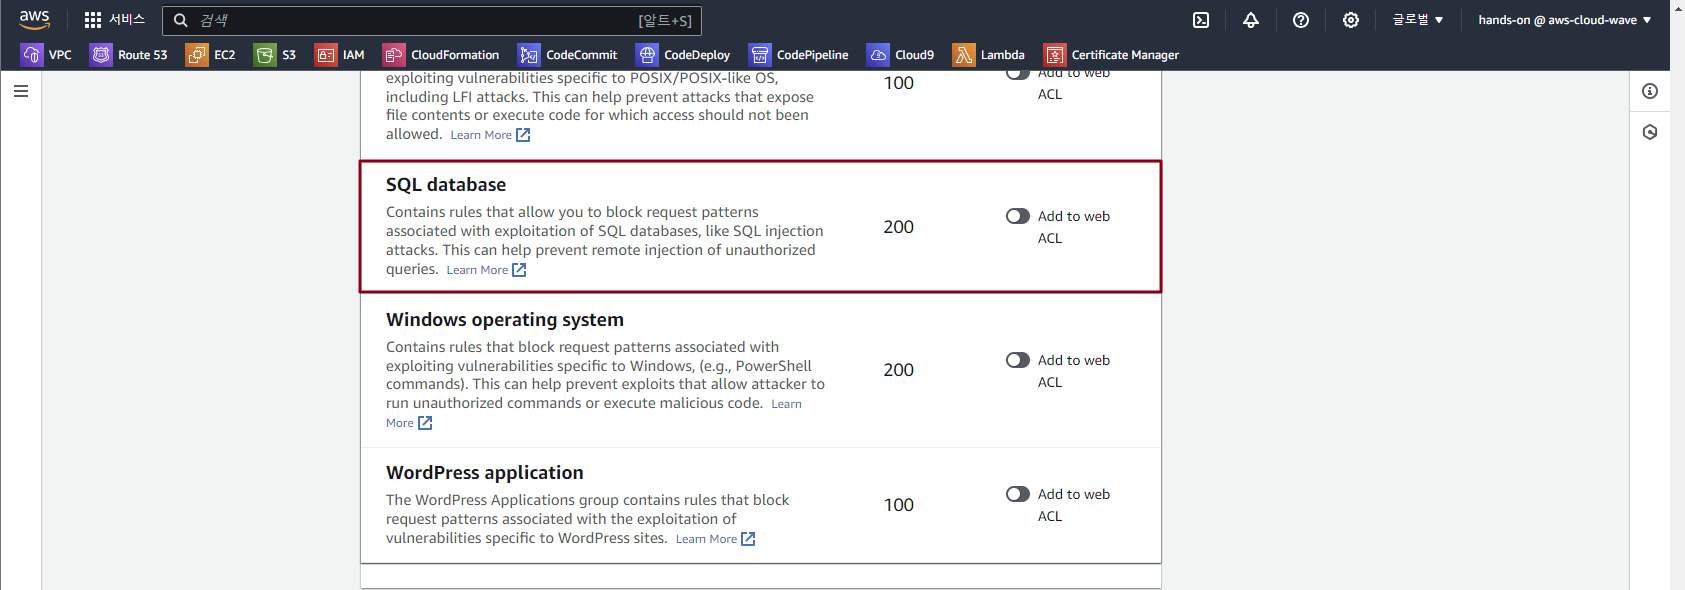 aws 서비스 검색 [알트+S] 글로벌 hands-on @ aws-cloud-wave
VPC Route 53 EC2 S3 IAM CloudFormation CodeCommit CodeDeploy CodePipeline Cloud9 Lambda Certificate Manager
exploiting vulnerabilities specific to POSIX/POSIX-like OS,
including LFI attacks. This can help prevent attacks that expose
file contents or execute code for which access should not been
allowed. Learn More
100
Add to web
ACL
SQL database
Contains rules that allow you to block request patterns
associated with exploitation of SQL databases, like SQL injection
attacks. This can help prevent remote injection of unauthorized
queries. Learn More
200
Add to web
ACL
Windows operating system
Contains rules that block request patterns associated with
exploiting vulnerabilities specific to Windows, (e.g., PowerShell
commands). This can help prevent exploits that allow attacker to
run unauthorized commands or execute malicious code. Learn
More
200
Add to web
ACL
WordPress application
The WordPress Applications group contains rules that block
request patterns associated with the exploitation of
vulnerabilities specific to WordPress sites. Learn More
100
Add to web
ACL